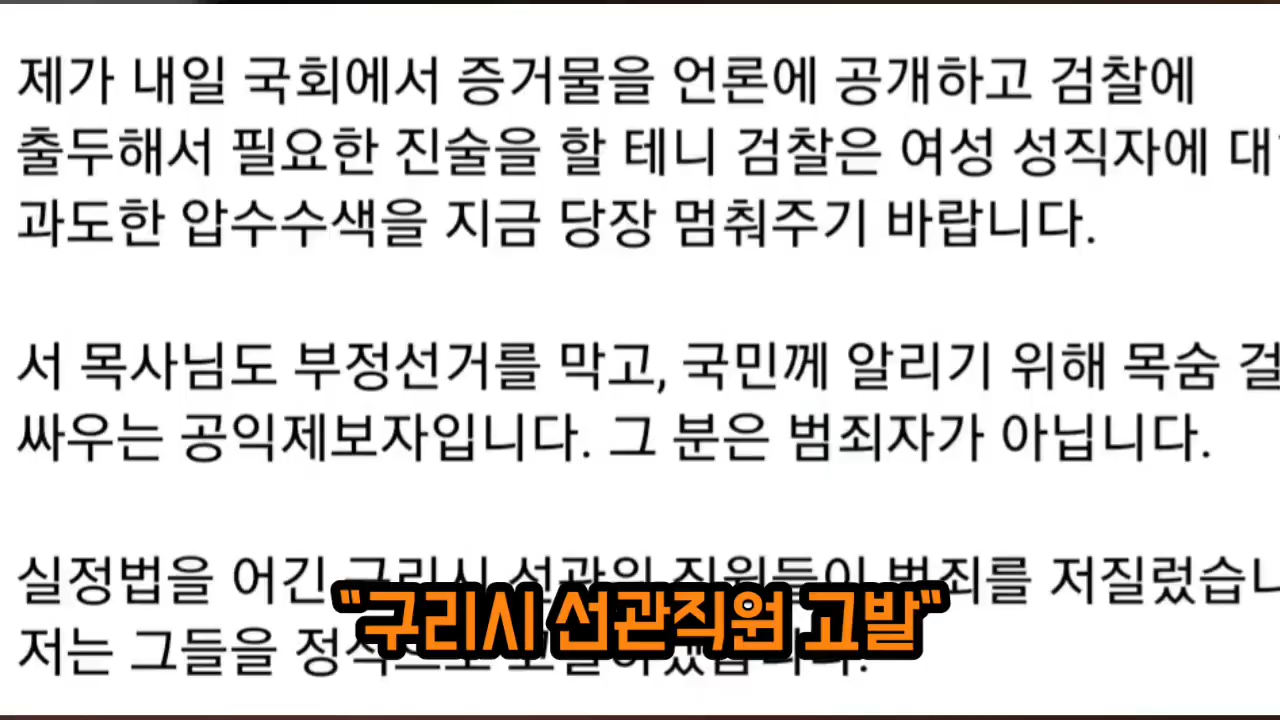 제가 내일 국회에서 증거물을 언론에 공개하고 검찰에
출두해서 필요한 진술을 할 테니 검찰은 여성 성직자에
과도한 압수수색을 지금 당장 멈춰주기 바랍니다.
서 목사님도 부정선거를 막고, 국민께 알리기 위해 목숨
싸우는 공익제보자입니다. 그 분은 범죄자가 아닙니다.
실정법을 어긴 범죄를
저는 그들을
"구리시 선관직원 고발"